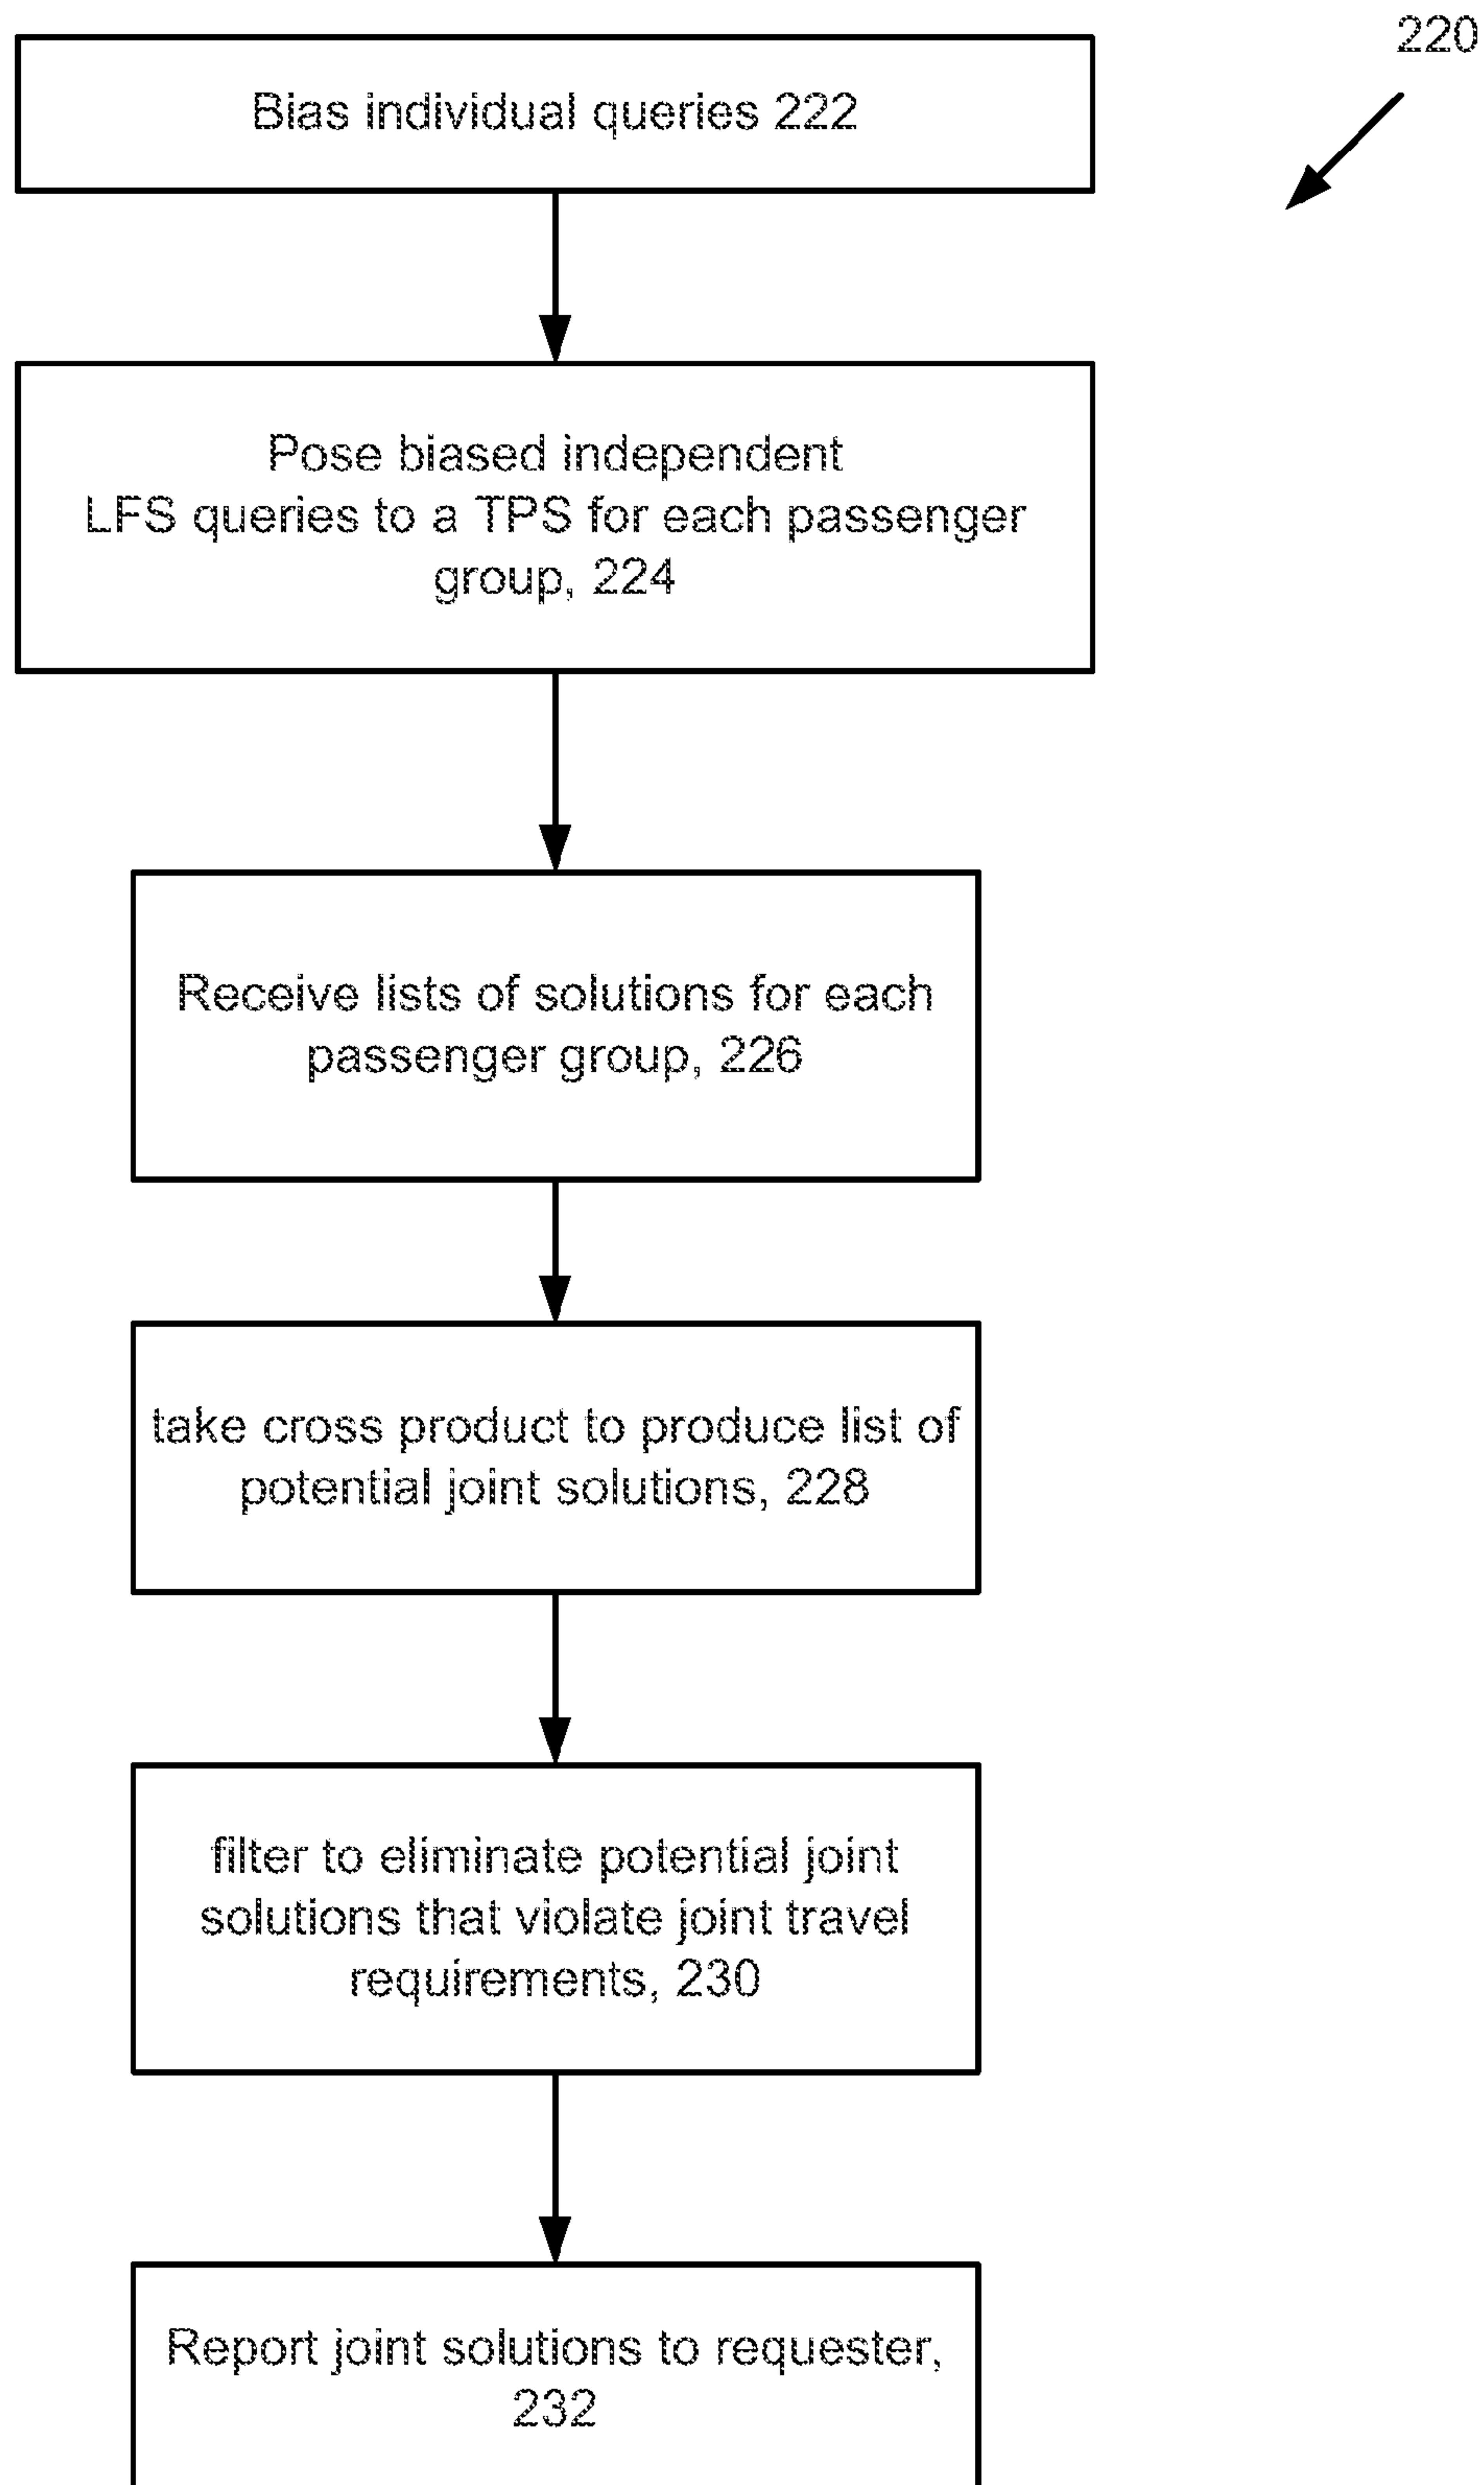 220
Bias individual queries 222
Pose biased independent
LFS queries to a TPS for each passenger
group, 224
Receive lists of solutions for each
passenger group, 226
take cross product to produce list of
potential joint solutions, 228
filter to eliminate potential joint
solutions that violate joint travel
requirements, 230
Report joint solutions to requester,
232